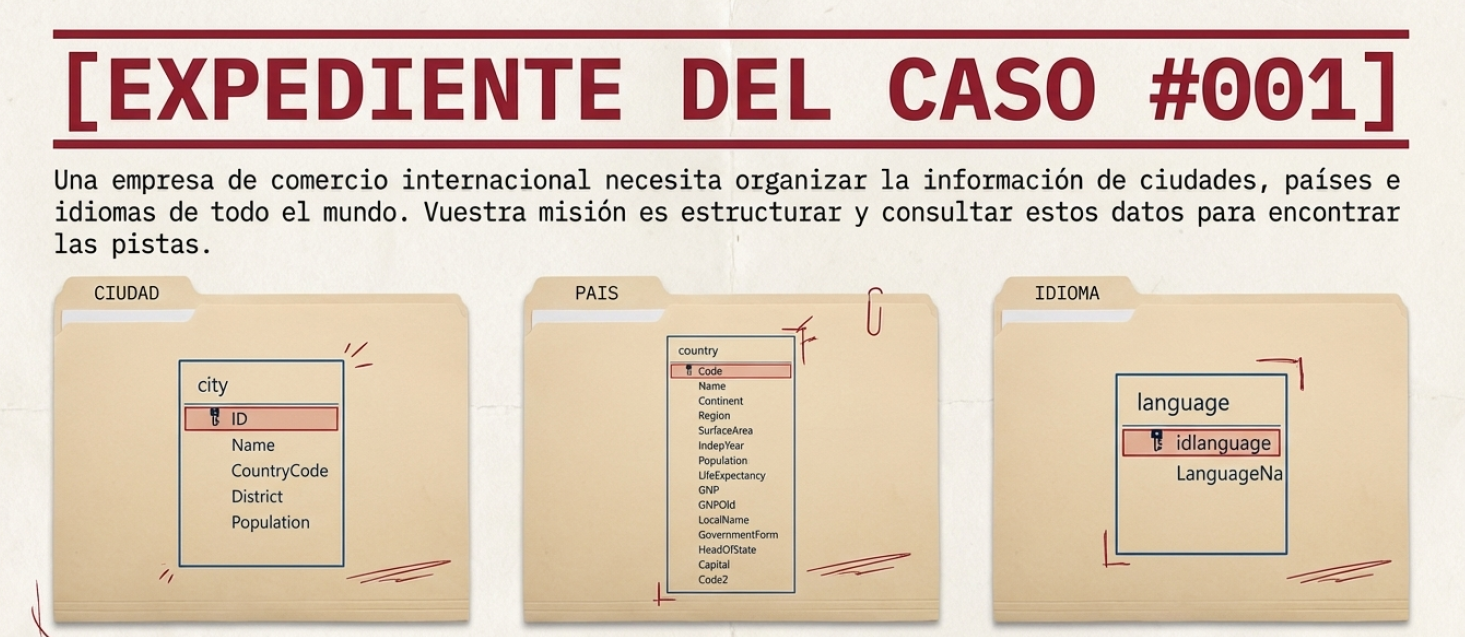 [EXPEDIENTE DEL CASO #001]
Una empresa de comercio internacional necesita organizar la información de ciudades, países e
idiomas de todo el mundo. Vuestra misión es estructurar y consultar estos datos para encontrar
las pistas.
CIUDAD
city
ID
Name
CountryCode
District
Population
PAIS
country
Code
Name
Continent
Region
SurfaceArea
IndepYear
Population
LifeExpectancy
GNP
GNPOld
LocalName
GovernmentForm
HeadOfState
Capital
Code2
IDIOMA
language
idlanguage
LanguageNa